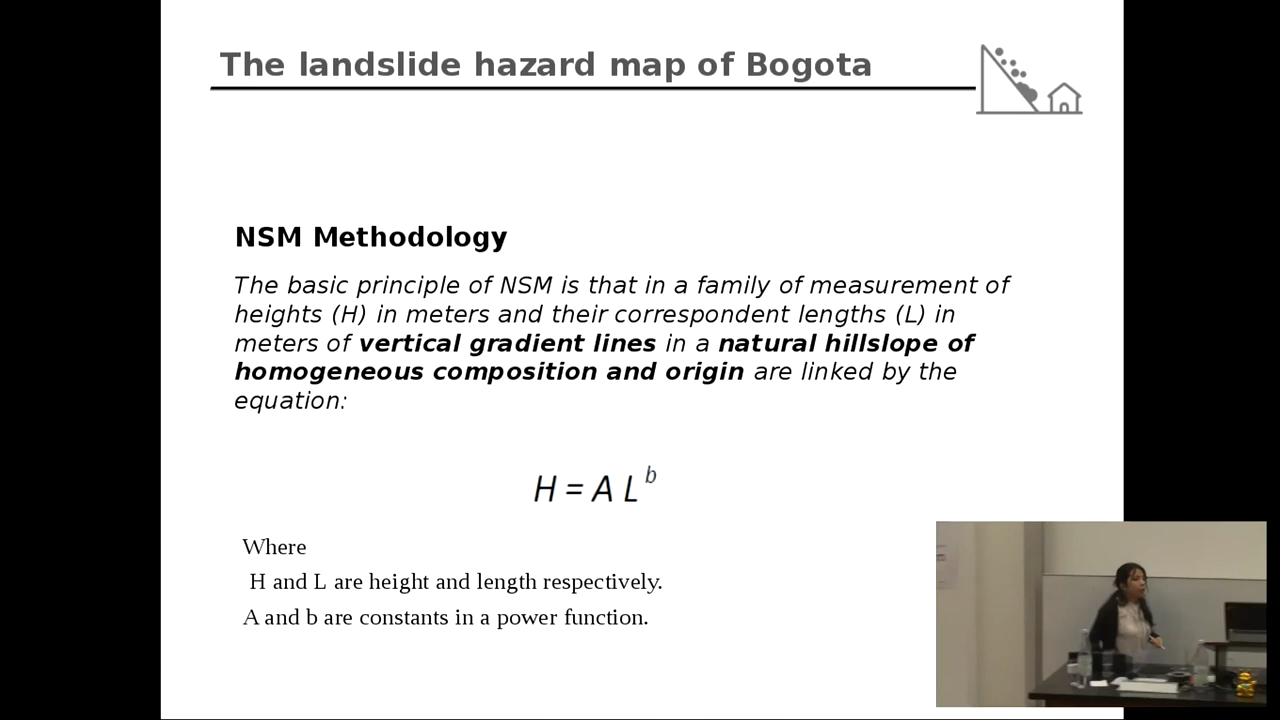 The landslide hazard map of Bogota
NSM Methodology
The basic principle of NSM is that in a family of measurement of
heights (H) in meters and their correspondent lengths (L) in
meters of vertical gradient lines in a natural hillslope of
homogeneous composition and origin are linked by the
equation:
H = A L^b
Where
H and L are height and length respectively.
A and b are constants in a power function.